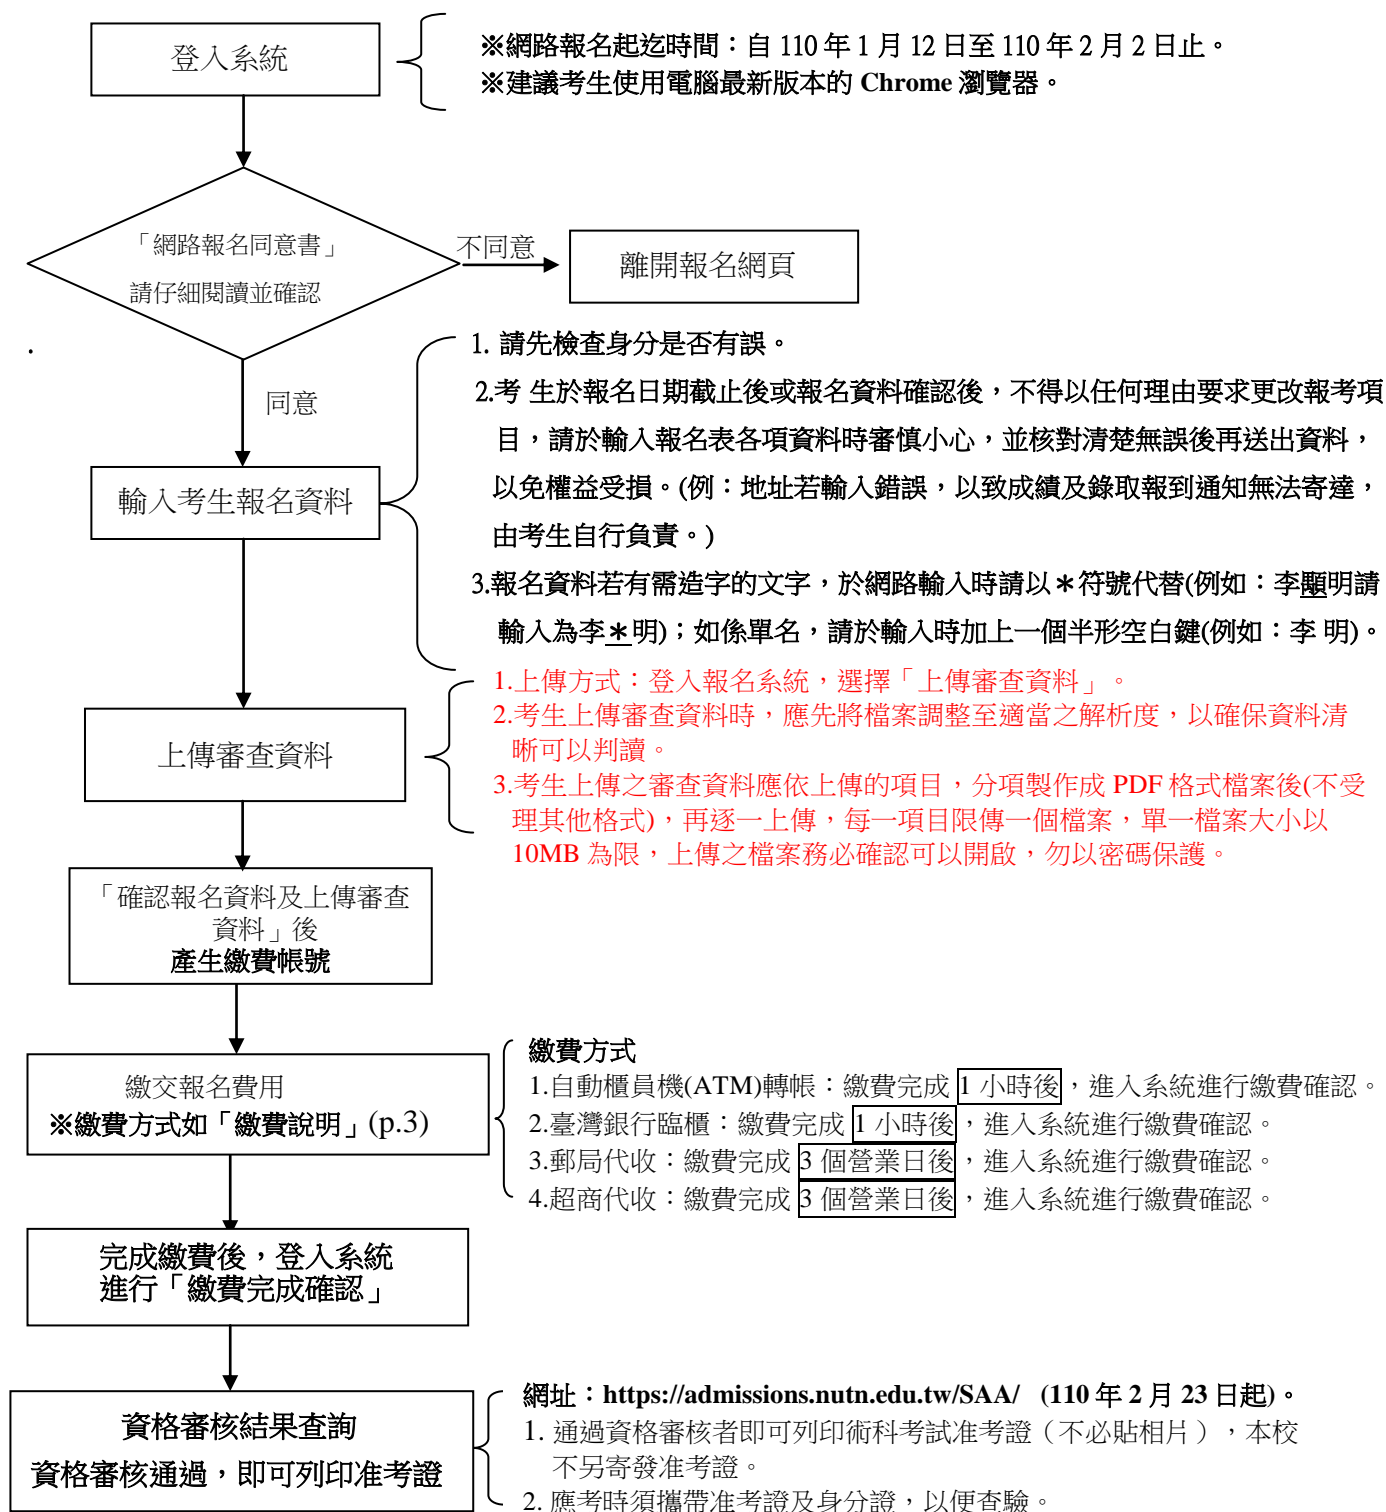 登入系統
※網路報名起迄時間：自 110 年 1 月 12 日至 110 年 2 月 2 日止。
※建議考生使用電腦最新版本的 Chrome 瀏覽器。
「網路報名同意書」
請仔細閱讀並確認
不同意
離開報名網頁
.
同意
1. 請先檢查身分是否有誤。
2.考 生於報名日期截止後或報名資料確認後，不得以任何理由要求更改報考項
目，請於輸入報名表各項資料時審慎小心，並核對清楚無誤後再送出資料，
以免權益受損。(例：地址若輸入錯誤，以致成績及錄取報到通知無法寄達，
由考生自行負責。)
3.報名資料若有需造字的文字，於網路輸入時請以＊符號代替(例如：李顯明請
輸入為李＊明)；如係單名，請於輸入時加上一個半形空白鍵(例如：李 明)。
輸入考生報名資料
1.上傳方式：登入報名系統，選擇「上傳審查資料」。
2.考生上傳審查資料時，應先將檔案調整至適當之解析度，以確保資料清
晰可以判讀。
3.考生上傳之審查資料應依上傳的項目，分項製作成 PDF 格式檔案後(不受
理其他格式)，再逐一上傳，每一項目限傳一個檔案，單一檔案大小以
10MB 為限，上傳之檔案務必確認可以開啟，勿以密碼保護。
上傳審查資料
「確認報名資料及上傳審查
資料」後
產生繳費帳號
繳交報名費用
※繳費方式如「繳費說明」(p.3)
繳費方式
1.自動櫃員機(ATM)轉帳：繳費完成 1 小時後，進入系統進行繳費確認。
2.臺灣銀行臨櫃：繳費完成 1 小時後，進入系統進行繳費確認。
3.郵局代收：繳費完成 3 個營業日後，進入系統進行繳費確認。
4.超商代收：繳費完成 3 個營業日後，進入系統進行繳費確認。
完成繳費後，登入系統
進行「繳費完成確認」
資格審核結果查詢
資格審核通過，即可列印准考證
網址：https://admissions.nutn.edu.tw/SAA/ (110 年 2 月 23 日起)。
1. 通過資格審核者即可列印術科考試准考證（不必貼相片），本校
不另寄發准考證。
2. 應考時須攜帶准考證及身分證，以便查驗。